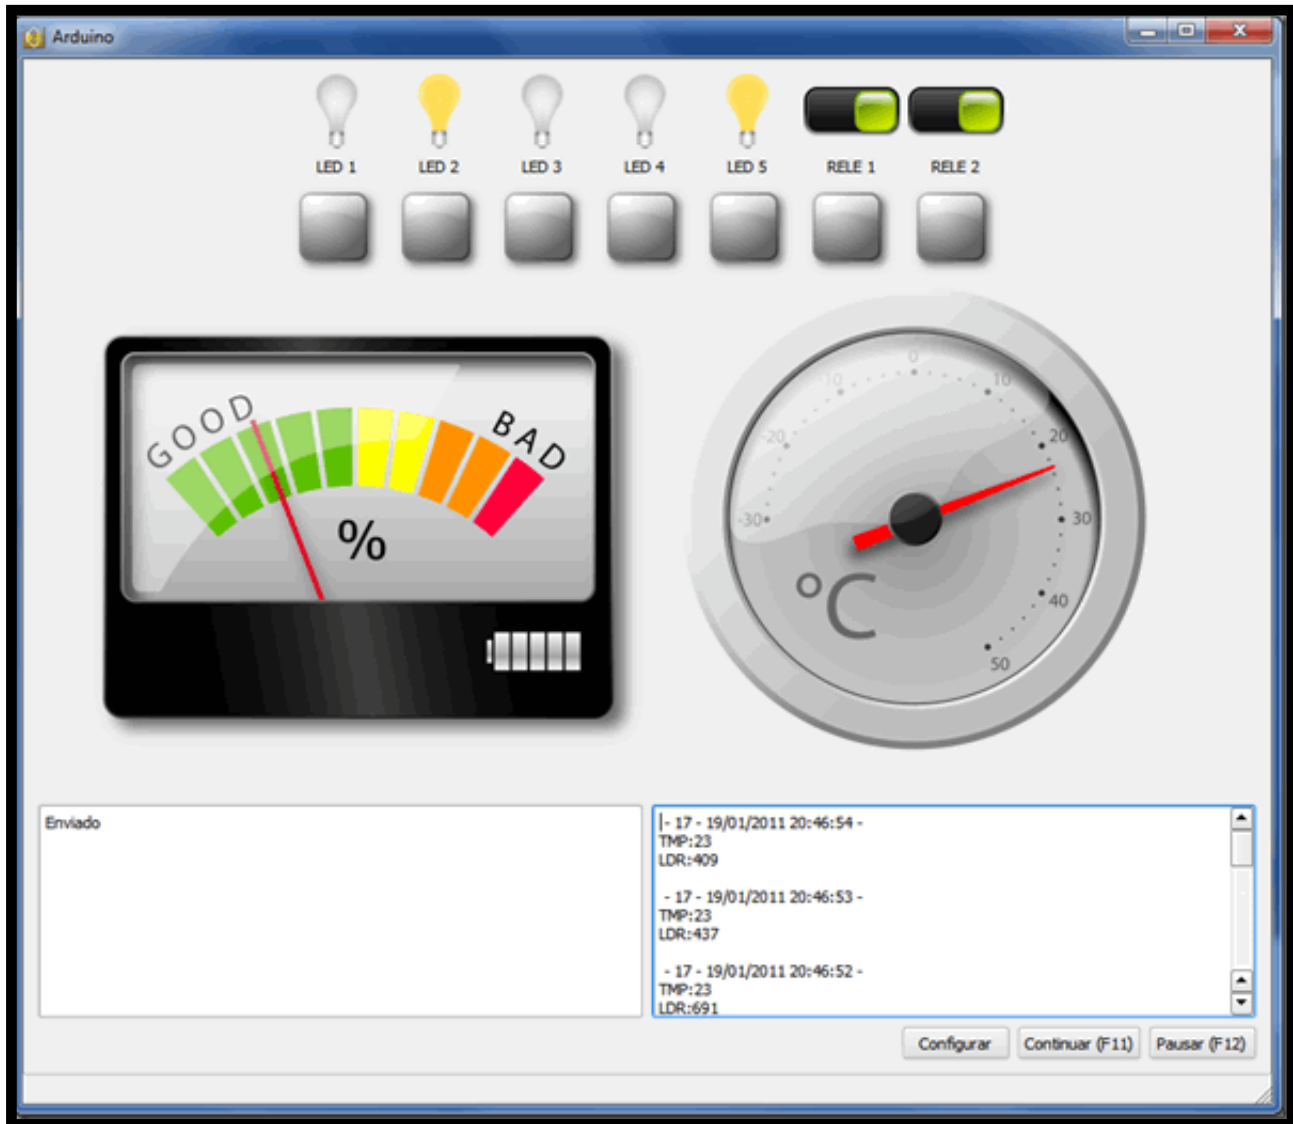 Arduino
LED 1 LED 2 LED 3 LED 4 LED 5 RELE 1 RELE 2
GOOD BAD
%
-30 -20 -10 0 10 20 30 40 50
°C
Enviado
- 17 - 19/01/2011 20:46:54 -
TMP:23
LDR:409
- 17 - 19/01/2011 20:46:53 -
TMP:23
LDR:437
- 17 - 19/01/2011 20:46:52 -
TMP:23
LDR:691
Configurar Continuar (F11) Pausar (F12)